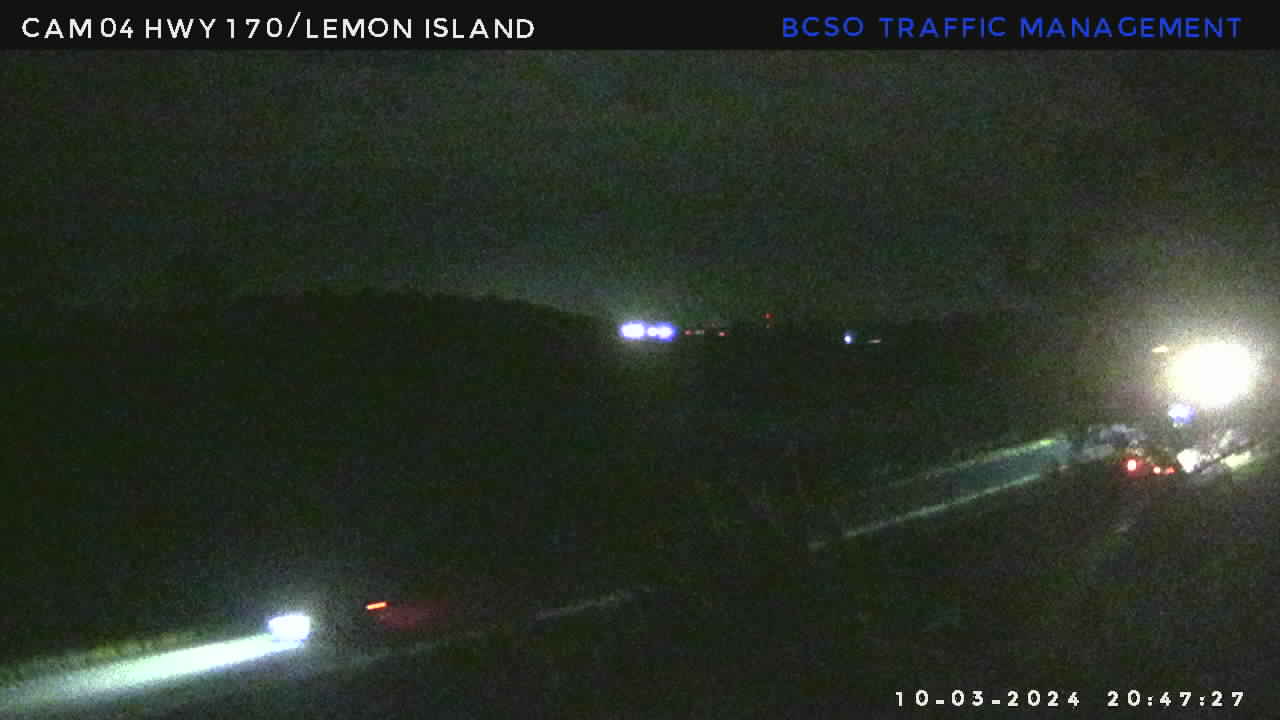 CAM04 HWY 170/LEMON ISLAND
BCSO TRAFFIC MANAGEMENT
10-03-2024 20:47:27